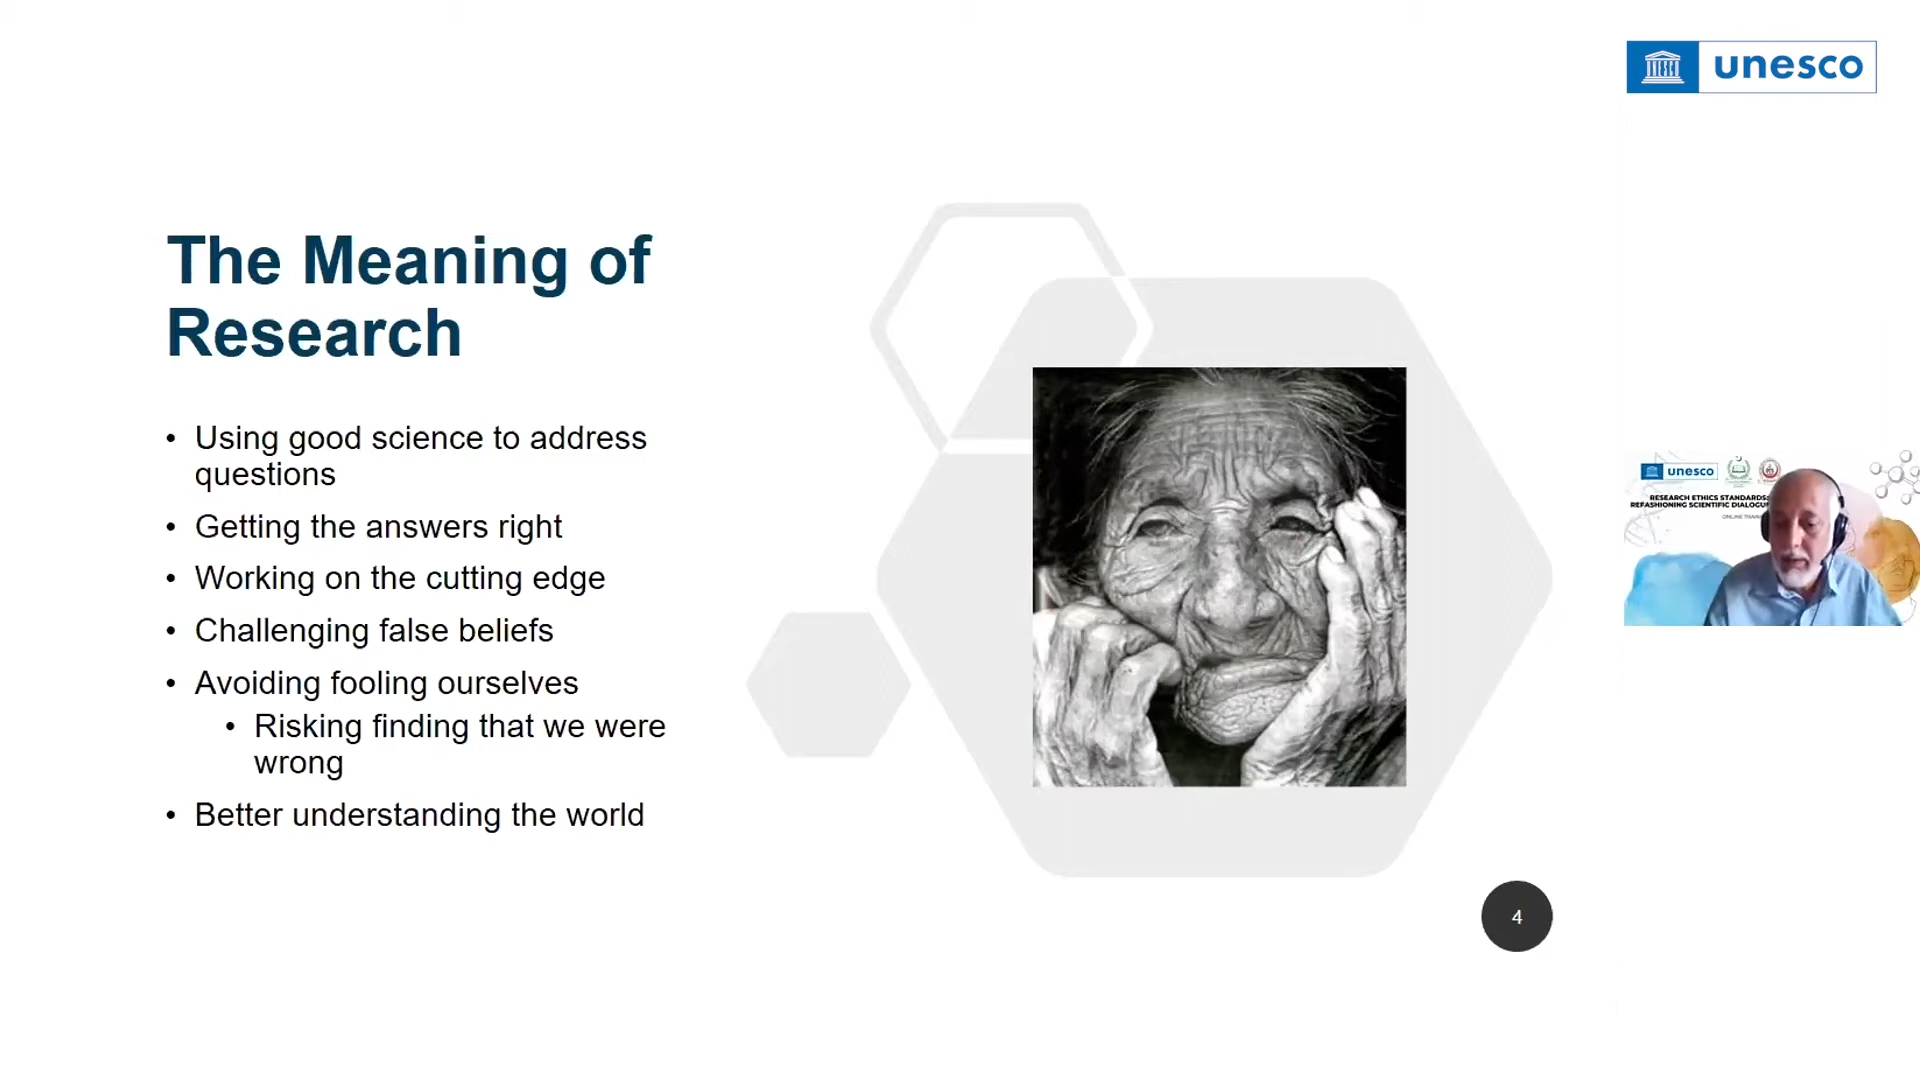 unesco
The Meaning of
Research
• Using good science to address
questions
• Getting the answers right
• Working on the cutting edge
• Challenging false beliefs
• Avoiding fooling ourselves
• Risking finding that we were
wrong
• Better understanding the world
4
unesco
RESEARCH ETHICS STANDARDS:
REFASHIONING SCIENTIFIC DIALOGUE
ONLINE